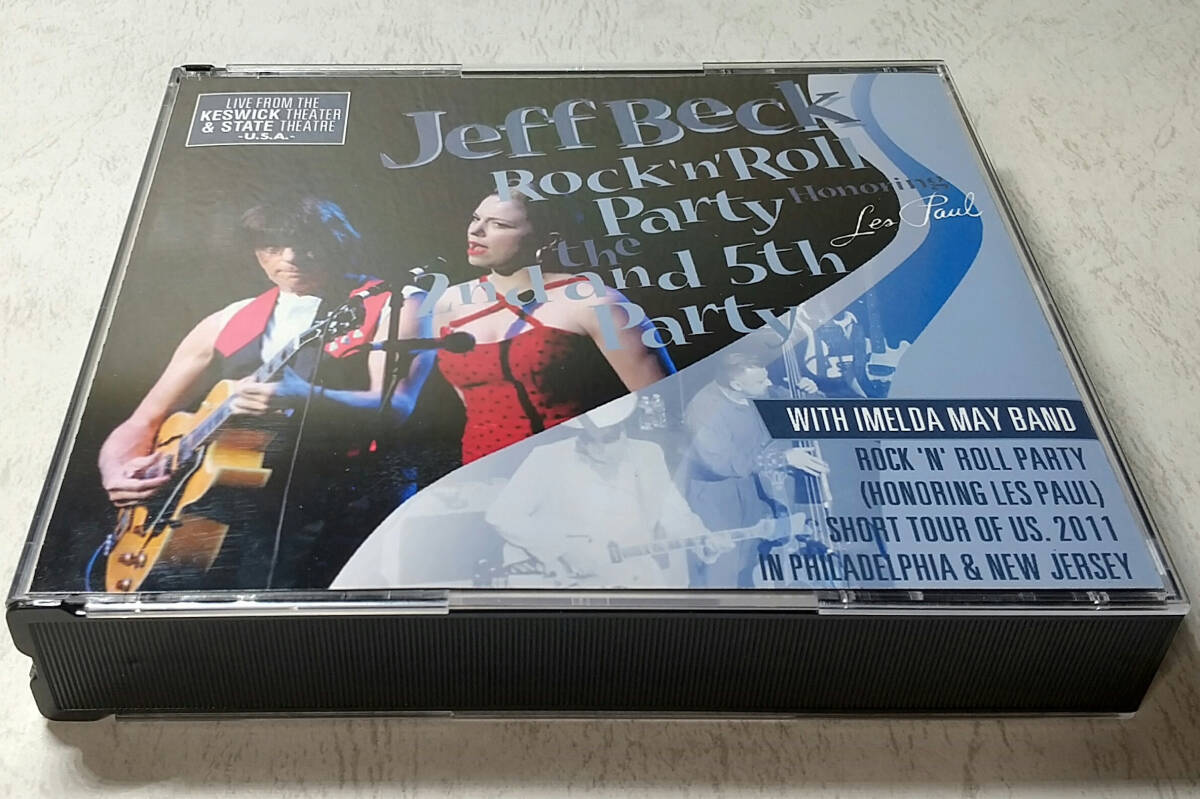 LIVE FROM THE
KESWICK THEATER
& STATE THEATRE
-U.S.A.-
Jeff Beck
Rock'n'Roll
Party Honoring
Les Paul
the
2nd and 5th
Party
WITH IMELDA MAY BAND
ROCK 'N' ROLL PARTY
(HONORING LES PAUL)
SHORT TOUR OF US. 2011
IN PHILADELPHIA & NEW JERSEY